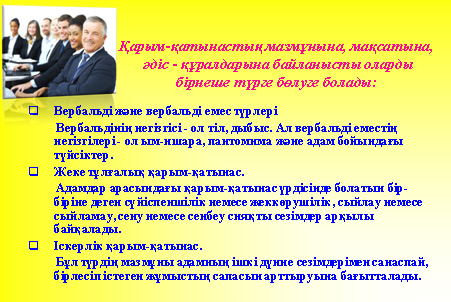 Қарым-қатынастың мазмұнына, мақсатына,
әдіс - құралдарына байланысты оларды
бірнеше түрге бөлуге болады:
Вербальді және вербальді емес түрлері
Вербальдінің негізгісі - ол тіл, дыбыс. Ал вербальді еместің
негізгілері - ол ым-ишара, пантомима және адам бойындағы
түйсіктер.
Жеке тұлғалық қарым-қатынас.
Адамдар арасындағы қарым-қатынас үрдісінде болатын бір-
біріне деген сүйіспеншілік немесе жеккөрушілік, сыйлау немесе
сыйламау, сену немесе сенбеу сияқты сезімдер арқылы
байқалады.
Іскерлік қарым-қатынас.
Бұл түрдің мазмұны адамның ішкі дүние сезімдерімен санаспай,
бірлесіп істеген жұмыстың сапасын арттыруына бағытталады.